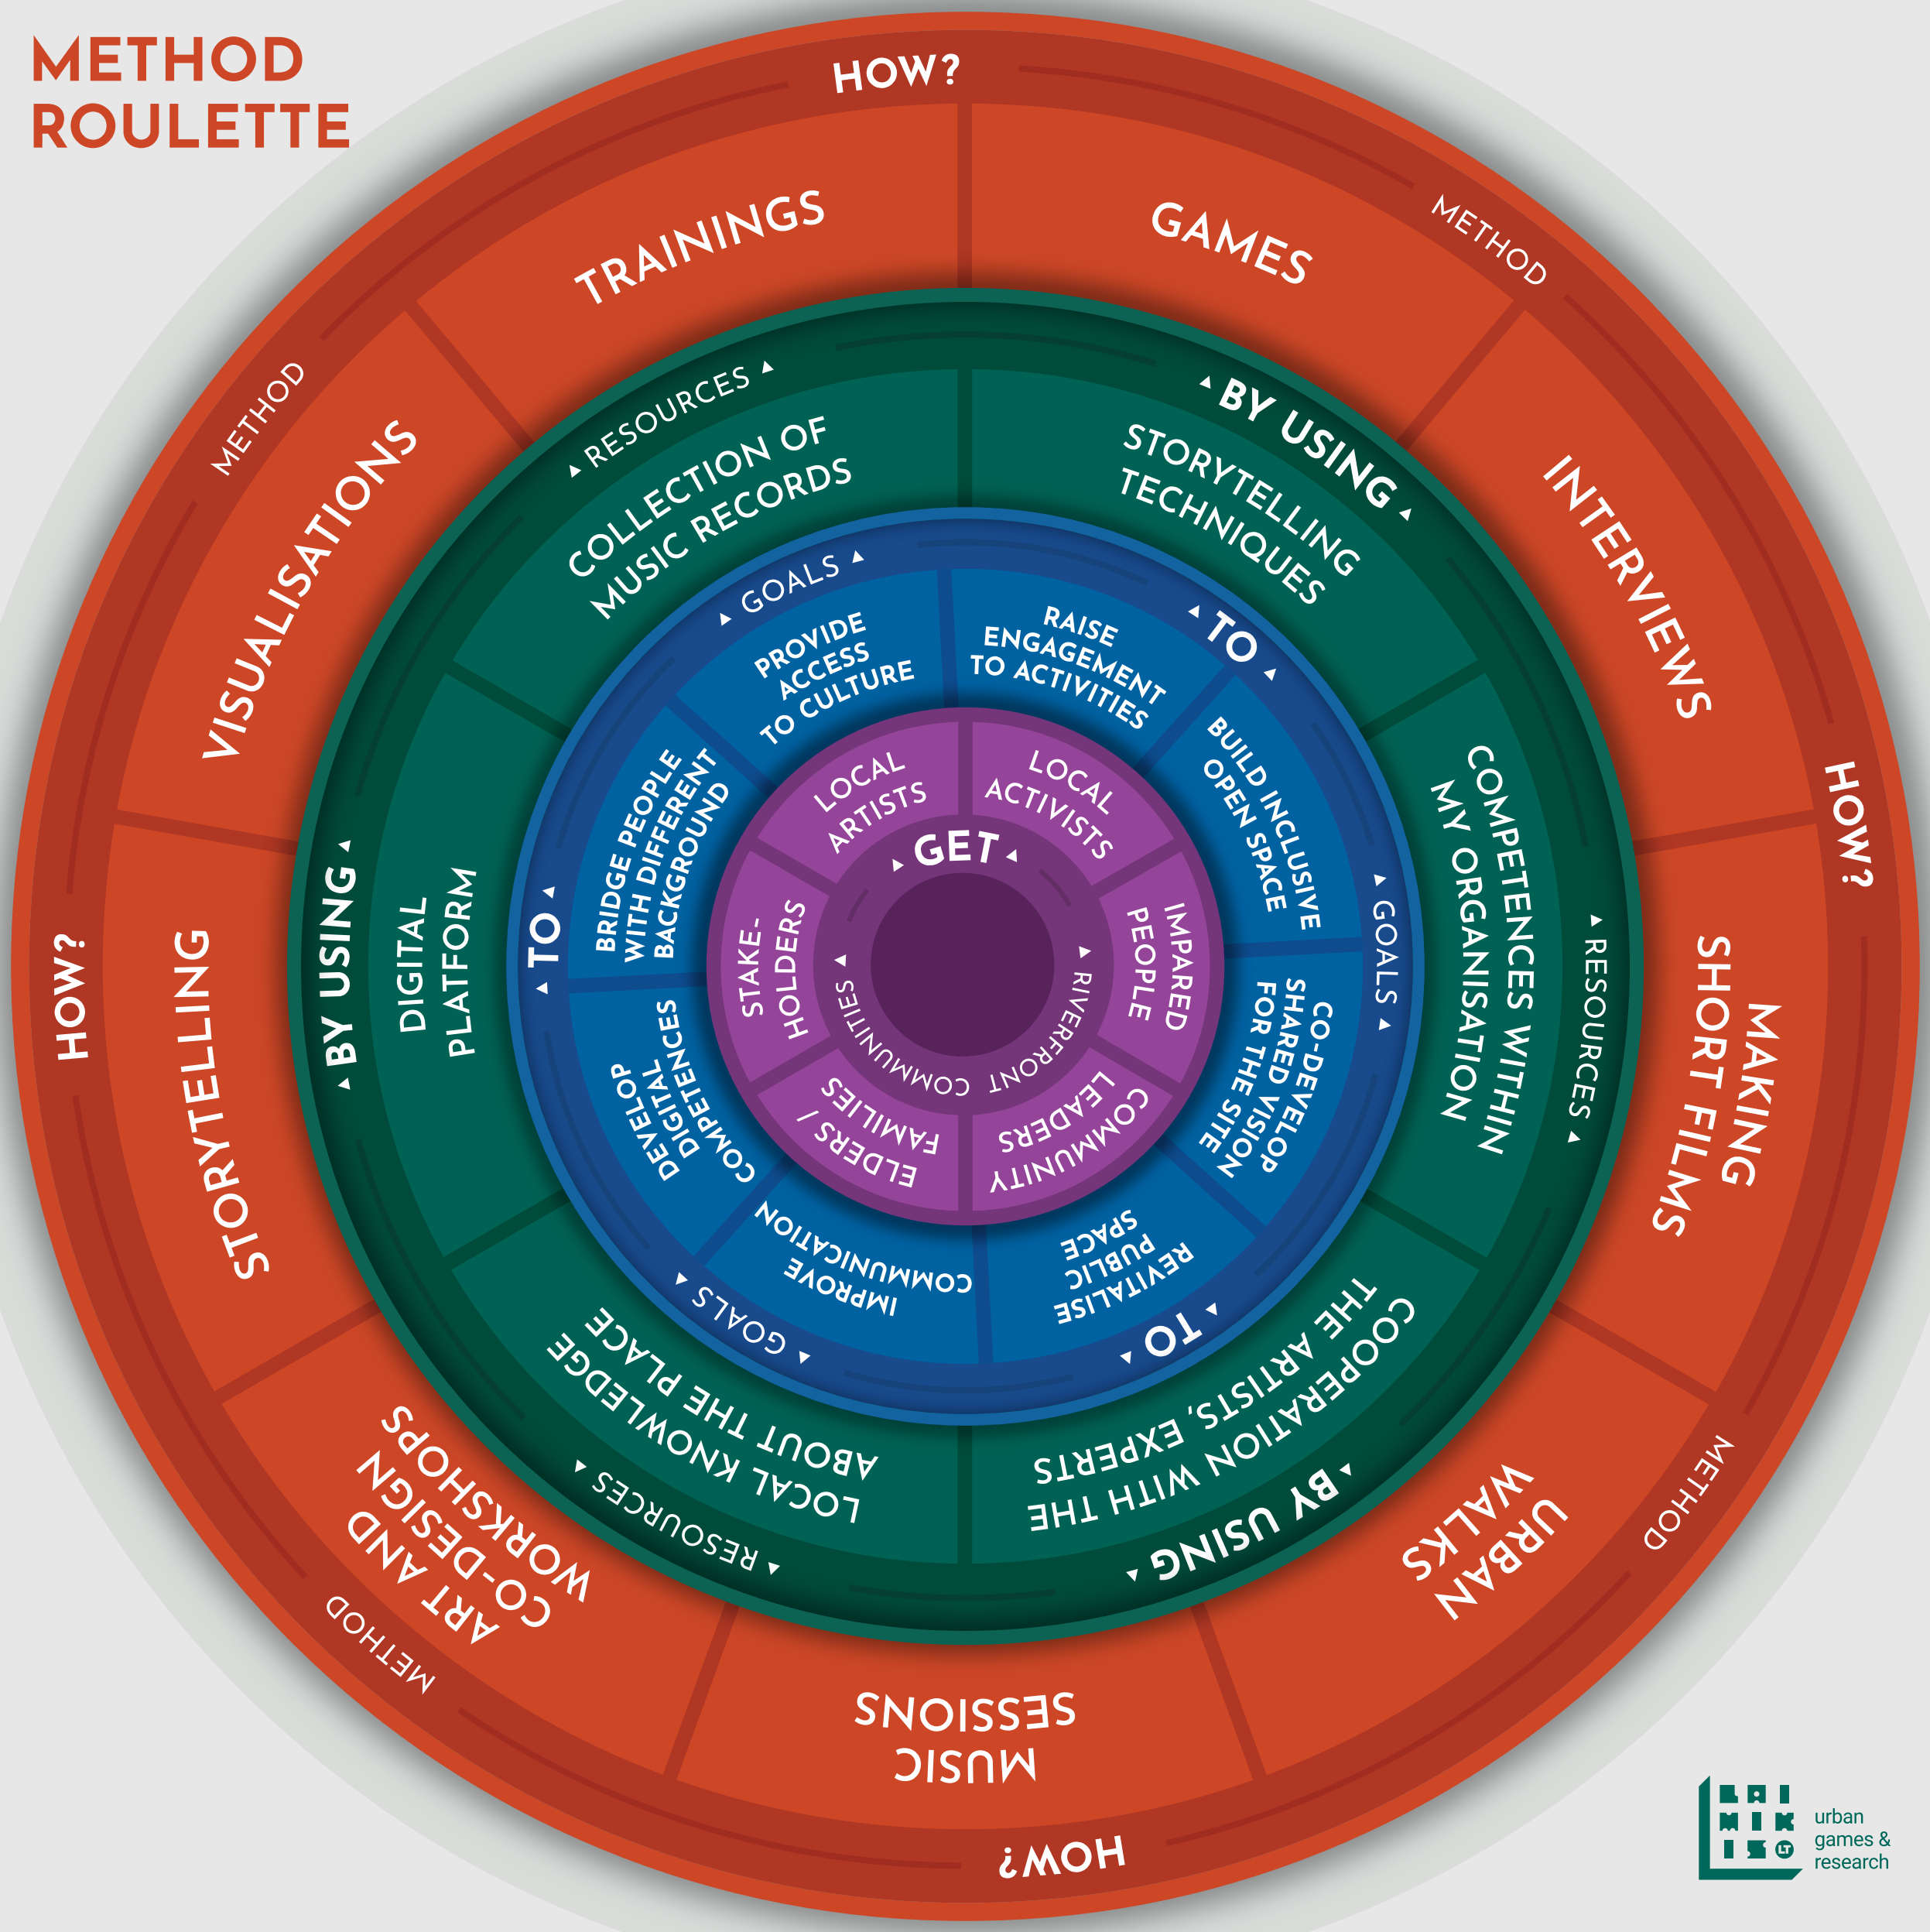 METHOD
ROULETTE
HOW?
METHOD
HOW?
METHOD
HOW?
METHOD
HOW?
METHOD
GAMES
INTERVIEWS
MAKING
SHORT FILMS
URBAN
WALKS
MUSIC
SESSIONS
ART AND
CO-DESIGN
WORKSHOPS
STORYTELLING
VISUALISATIONS
TRAININGS
BY USING
RESOURCES
BY USING
RESOURCES
BY USING
RESOURCES
STORYTELLING
TECHNIQUES
COMPETENCES WITHIN
MY ORGANISATION
COOPERATION WITH THE
THE ARTISTS, EXPERTS
LOCAL KNOWLEDGE
ABOUT THE PLACE
DIGITAL
PLATFORM
COLLECTION OF
MUSIC RECORDS
TO
GOALS
TO
GOALS
TO
GOALS
RAISE
ENGAGEMENT
TO ACTIVITIES
BUILD INCLUSIVE
OPEN SPACE
CO-DEVELOP
SHARED VISION
FOR THE SITE
REVITALISE
PUBLIC
SPACE
IMPROVE
COMMUNICATION
DEVELOP
DIGITAL
COMPETENCES
BRIDGE PEOPLE
WITH DIFFERENT
BACKGROUND
PROVIDE
ACCESS
TO CULTURE
LOCAL
ACTIVISTS
IMPARED
PEOPLE
COMMUNITY
LEADERS
ELDERS /
FAMILIES
STAKE-
HOLDERS
LOCAL
ARTISTS
GET
RIVERFRONT COMMUNITIES
LAI
MIK
IS LT
urban
games &
research